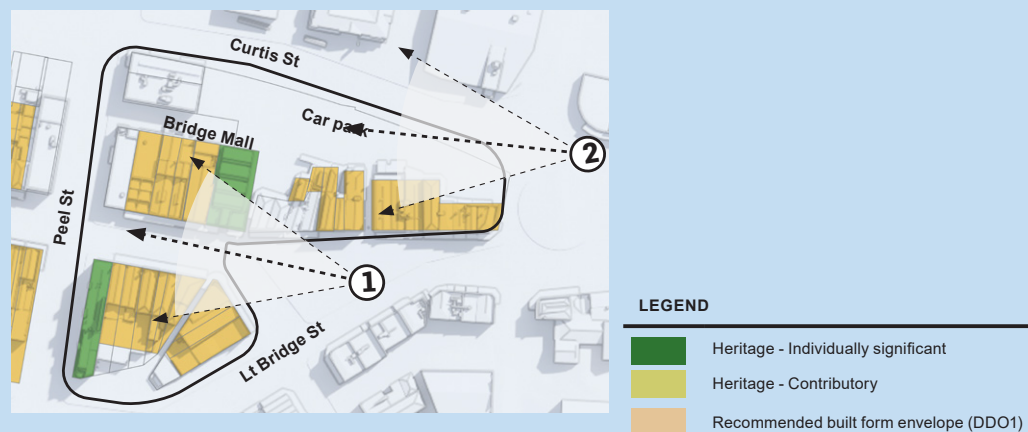 Curtis St
Car park
Bridge Mall
2
Peel St
1
Lt Bridge St
LEGEND
Heritage - Individually significant
Heritage - Contributory
Recommended built form envelope (DDO1)